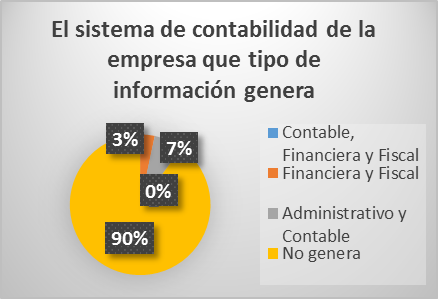 El sistema de contabilidad de la
empresa que tipo de
información genera
3%
7%
0%
90%
Contable,
Financiera y Fiscal
Financiera y Fiscal
Administrativo y
Contable
No genera